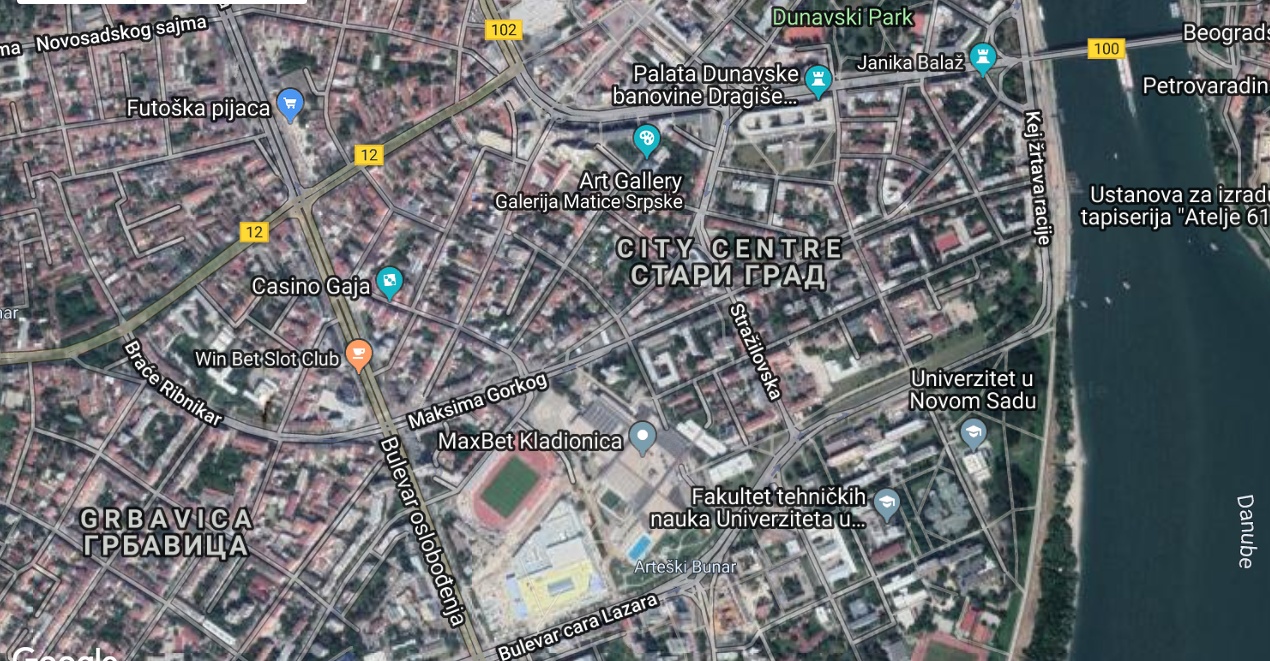 Dunavski Park
102
Novosadskog sajma
100
Janika Balaž
Palata Dunavske
banovine Dragiše...
Futoška pijaca
12
Kej žrtava racije
Art Gallery
Galerija Matice Srpske
12
CITY CENTRE
СТАРИ ГРАД
Casino Gaja
Stražilovska
Win Bet Slot Club
Braće Ribnikar
Maksima Gorkog
Univerzitet u
Novom Sadu
MaxBet Kladionica
Bulevar oslobođenja
Fakultet tehničkih
nauka Univerziteta u...
GRBAVICA
ГРБАВИЦА
Danube
Arteški Bunar
Bulevar cara Lazara
Beograds
Petrovaradin
Ustanova za izradu
tapiserija "Atelje 61
Google